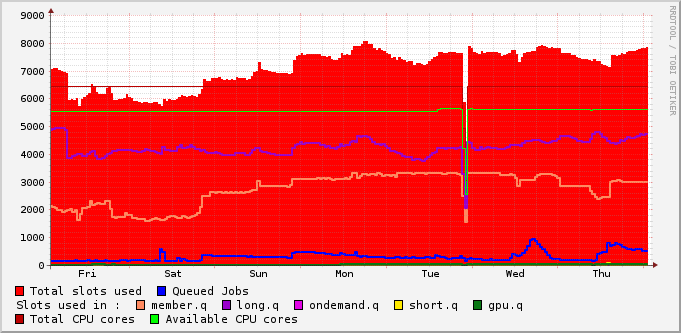 9000
8000
7000
6000
5000
4000
3000
2000
1000
0
Fri Sat Sun Mon Tue Wed Thu
Total slots used Queued Jobs
Slots used in : member.q long.q ondemand.q short.q gpu.q
Total CPU cores Available CPU cores
RRDTOOL / TOBI OETIKER